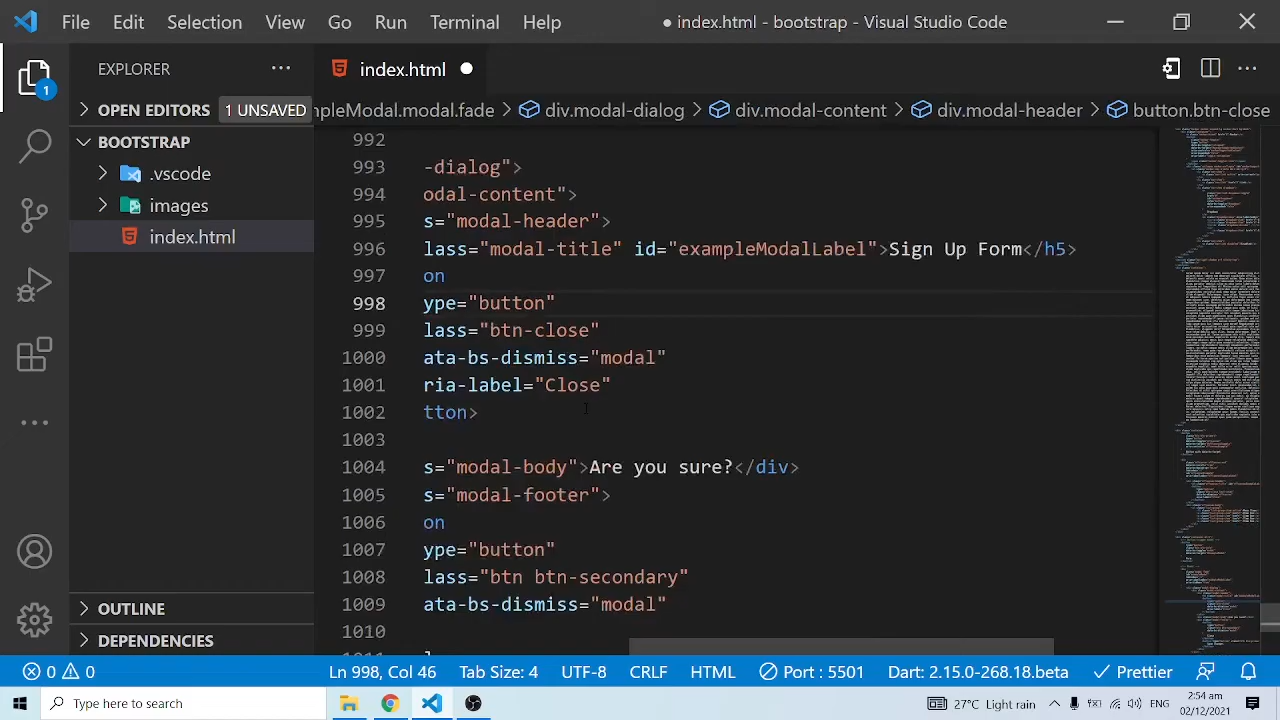 File Edit Selection View Go Run Terminal Help
● index.html - bootstrap - Visual Studio Code
EXPLORER
index.html
OPEN EDITORS
1 UNSAVED
mpleModal.modal.fade > div.modal-dialog > div.modal-content > div.modal-header > button.btn-close
BOOTSTRAP
.vscode
images
index.html
1
992
993 -dialog">
994 al-content">
995 s="modal-header">
996 lass="modal-title" id="exampleModalLabel">Sign Up Form</h5>
997 on
998 ype="button"
999 lass="btn-close"
1000 ata-bs-dismiss="modal"
1001 ria-label="Close"
1002 tton>
1003
1004 s="modal-body">Are you sure?</div>
1005 s="modal-footer">
1006 on
1007 ype="button"
1008 lass="btn btn-secondary"
1009 ata-bs-dismiss="modal"
1010
OUTLINE
DEPENDENCIES
0 0
Ln 998, Col 46 Tab Size: 4 UTF-8 CRLF HTML Port : 5501 Dart: 2.15.0-268.18.beta Prettier
Type here to search
27°C Light rain
ENG
2:54 am
02/12/2021